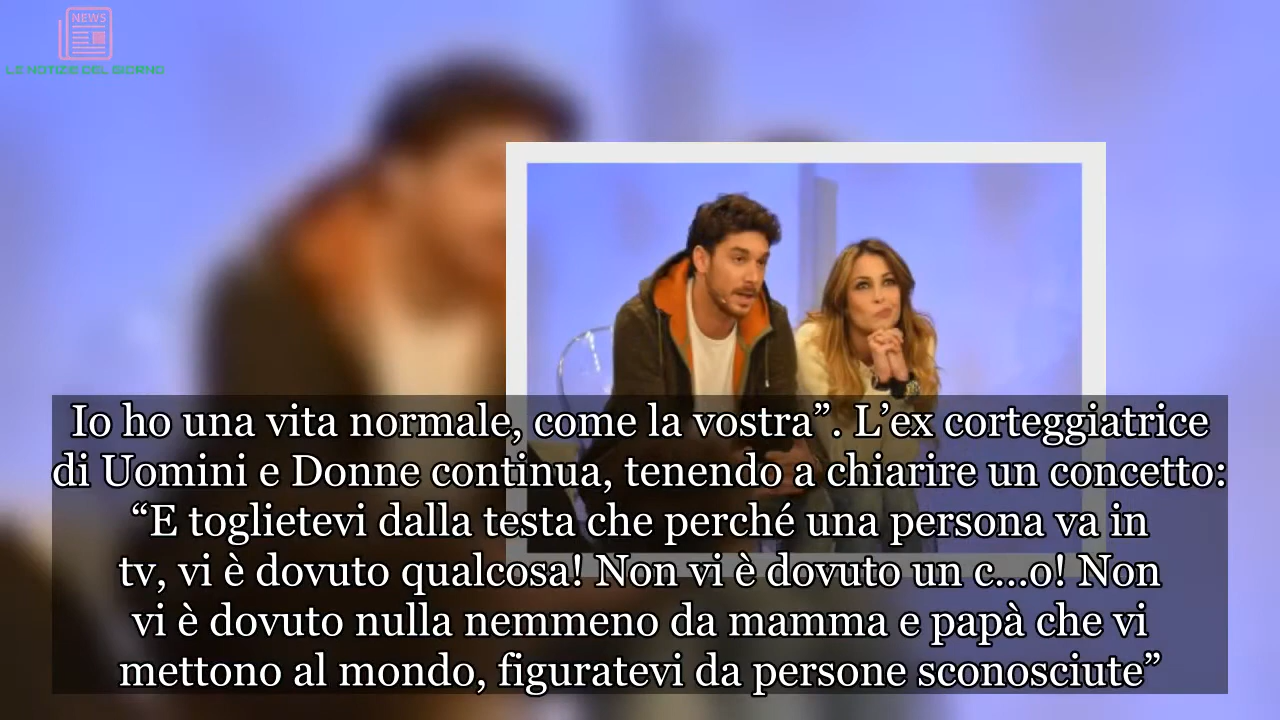 NEWS
LE NOTIZIE DEL GIORNO
Io ho una vita normale, come la vostra”. L’ex corteggiatrice
di Uomini e Donne continua, tenendo a chiarire un concetto:
“E toglietevi dalla testa che perché una persona va in
tv, vi è dovuto qualcosa! Non vi è dovuto un c...o! Non
vi è dovuto nulla nemmeno da mamma e papà che vi
mettono al mondo, figuratevi da persone sconosciute”